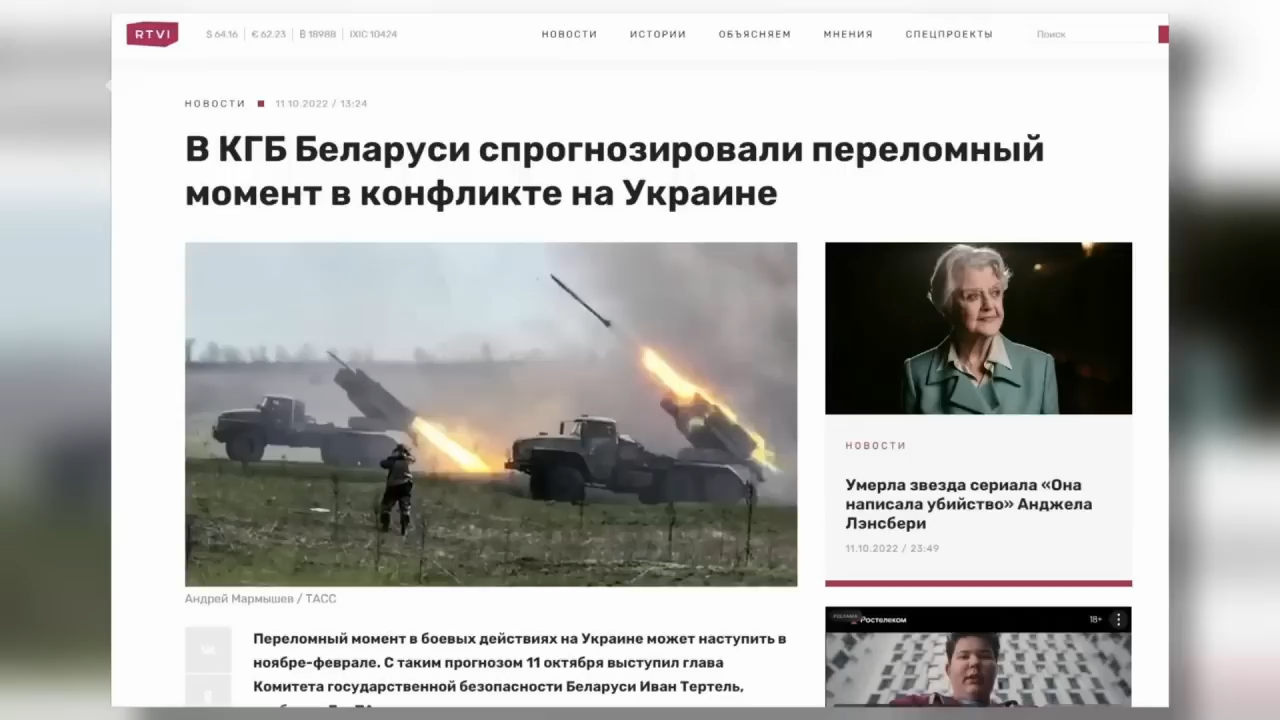 RTVI
$ 64.16
€ 62.23
B 18988
IXIC 10424
НОВОСТИ
ИСТОРИИ
ОБЪЯСНЯЕМ
МНЕНИЯ
СПЕЦПРОЕКТЫ
Поиск
НОВОСТИ
11.10.2022 / 13:24
В КГБ Беларуси спрогнозировали переломный
момент в конфликте на Украине
Андрей Мармышев / ТАСС
Переломный момент в боевых действиях на Украине может наступить в
ноябре-феврале. С таким прогнозом 11 октября выступил глава
Комитета государственной безопасности Беларуси Иван Тертель,
НОВОСТИ
Умерла звезда сериала «Она
написала убийство» Анджела
Лэнсбери
11.10.2022 / 23:49
РЕКЛАМА
Ростелеком
18+